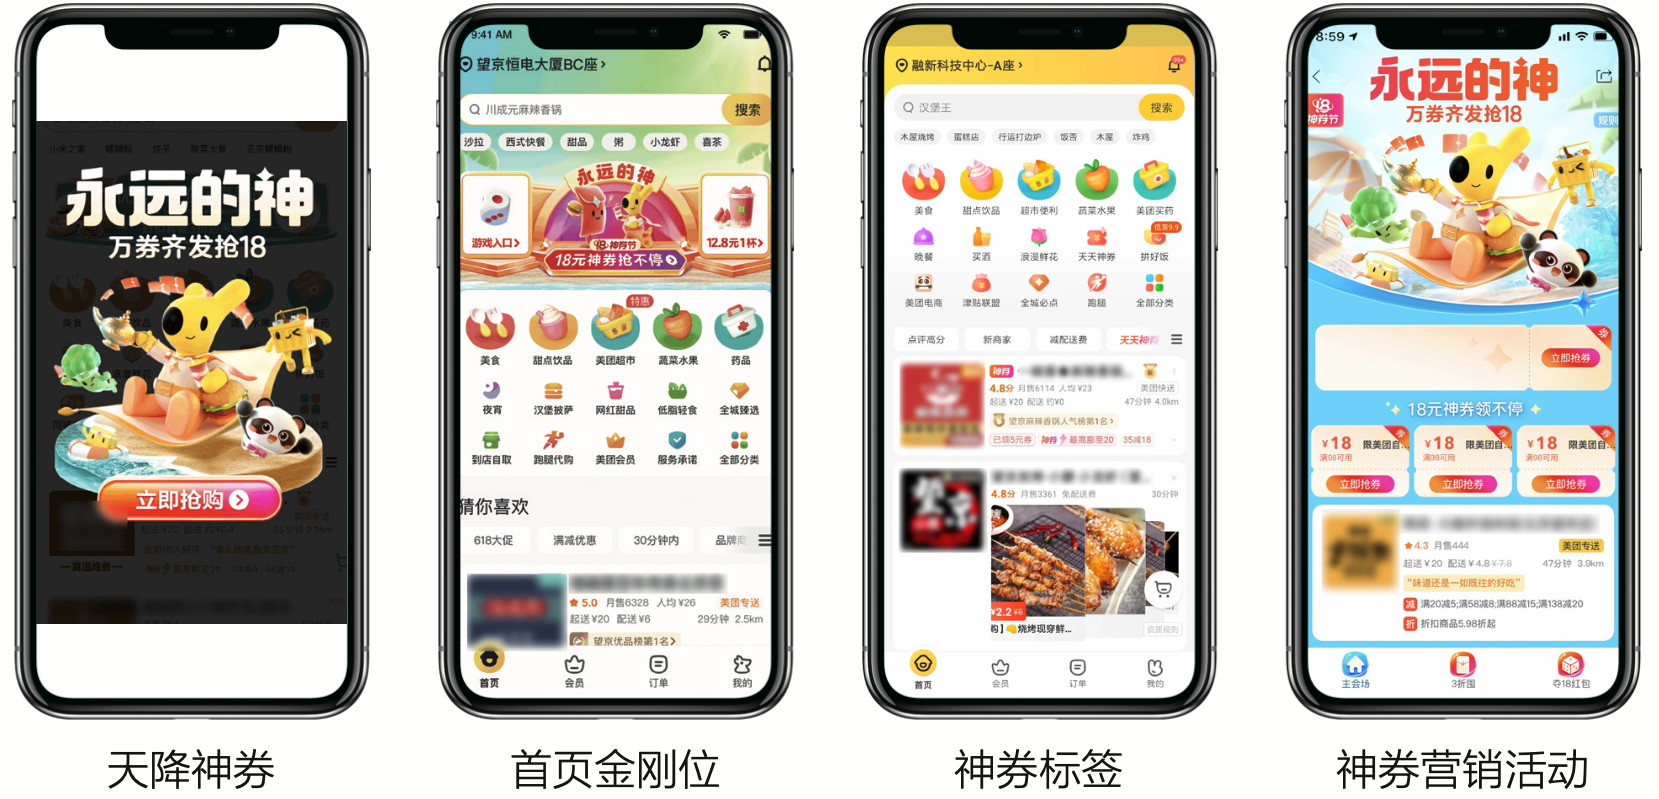 永远的神
万券齐发抢18
立即抢购
天降神券
9:41 AM
望京恒电大厦BC座
川成元麻辣香锅
搜索
沙拉 西式快餐 甜品 粥 小龙虾 喜茶
永远的神
游戏入口
18 神券节
12.8元1杯
18元神券抢不停
特惠
美食 甜点饮品 美团超市 蔬菜水果 药品
夜宵 汉堡披萨 网红甜品 低脂轻食 全城臻选
到店自取 跑腿代购 美团会员 服务承诺 全部分类
猜你喜欢
618大促 满减优惠 30分钟内 品牌商
5.0 月售6328 人均 ¥26 美团专送
起送 ¥20 配送 ¥6 29分钟 2.5km
望京优品榜第1名
首页 会员 订单 我的
首页金刚位
融新科技中心-A座
99+
汉堡王
搜索
木屋烧烤 蛋糕店 行运打边炉 饭否 木屋 炸鸡
美食 甜点饮品 超市便利 蔬菜水果 美团买药
低至9.9
晚餐 买酒 浪漫鲜花 天天神券 拼好饭
美团电商 津贴联盟 全城必点 跑腿 全部分类
点评高分 新商家 减配送费 天天神券
神券
4.8分 月售6114 人均 ¥23 美团快送
起送 ¥20 配送 约¥0 47分钟 4.0km
望京麻辣香锅人气榜第1名
已领5元券 神券 最高膨至20 35减18
4.8分 月售3361 免配送费 30分钟
¥2.2 ¥8
购】烧烤现穿鲜...
资质规则
首页 会员 订单 我的
神券标签
8:59
永远的神
万券齐发抢18
18
神券节
规则
券
立即抢券
18元神券领不停
券 券 券
¥18 限美团自... ¥18 限美团自... ¥18 限美团自...
满98可用 满98可用 满98可用
立即抢券 立即抢券 立即抢券
4.3 月售444 美团专送
起送 ¥20 配送 ¥4.8 ¥7.8 47分钟 3.9km
“味道还是一如既往的好吃”
减 满20减5;满58减8;满88减15;满138减20
折 折扣商品5.98折起
主会场 3折囤 夺18红包
神券营销活动